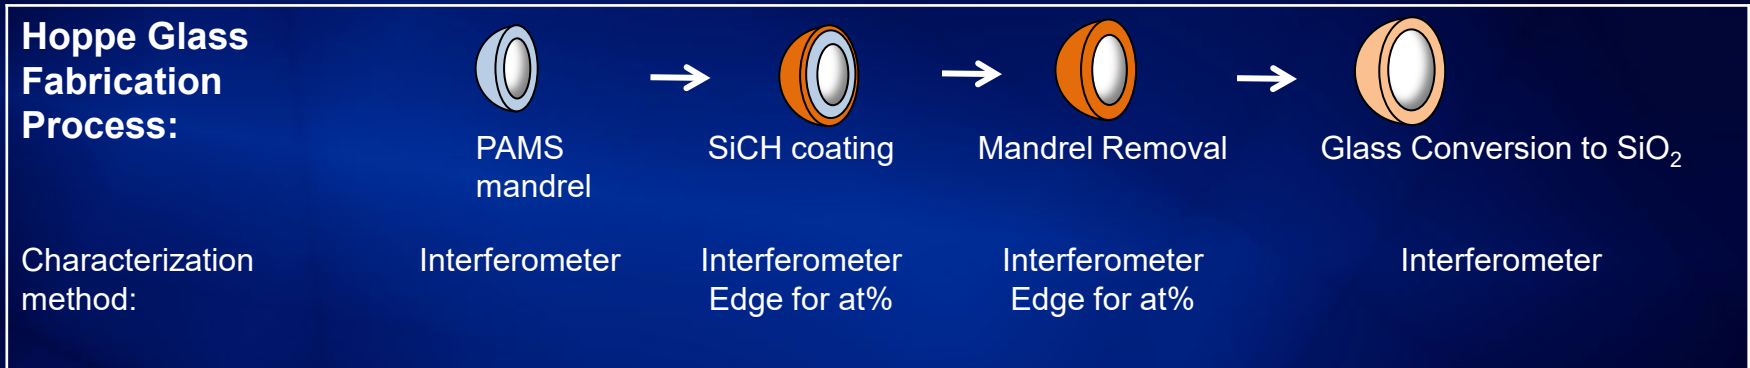 Hoppe Glass
Fabrication
Process:
PAMS
mandrel
SiCH coating
Mandrel Removal
Glass Conversion to SiO₂
Characterization
method:
Interferometer
Interferometer
Edge for at%
Interferometer
Edge for at%
Interferometer